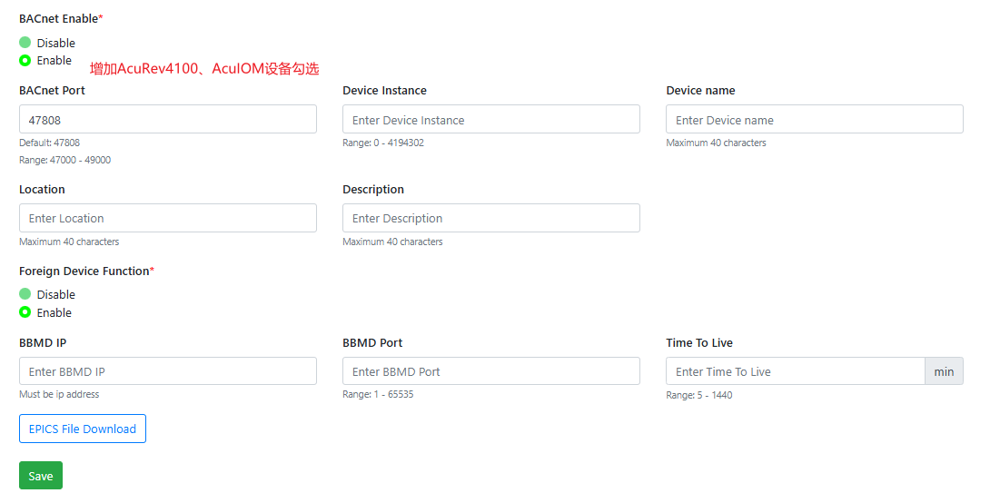 BACnet Enable*
Disable
Enable
增加AcuRev4100、AcuIOM设备勾选
BACnet Port
Device Instance
Device name
47808
Enter Device Instance
Enter Device name
Default: 47808
Range: 0 - 4194302
Maximum 40 characters
Range: 47000 - 49000
Location
Description
Enter Location
Enter Description
Maximum 40 characters
Maximum 40 characters
Foreign Device Function*
Disable
Enable
BBMD IP
BBMD Port
Time To Live
Enter BBMD IP
Enter BBMD Port
Enter Time To Live
min
Must be ip address
Range: 1 - 65535
Range: 5 - 1440
EPICS File Download
Save